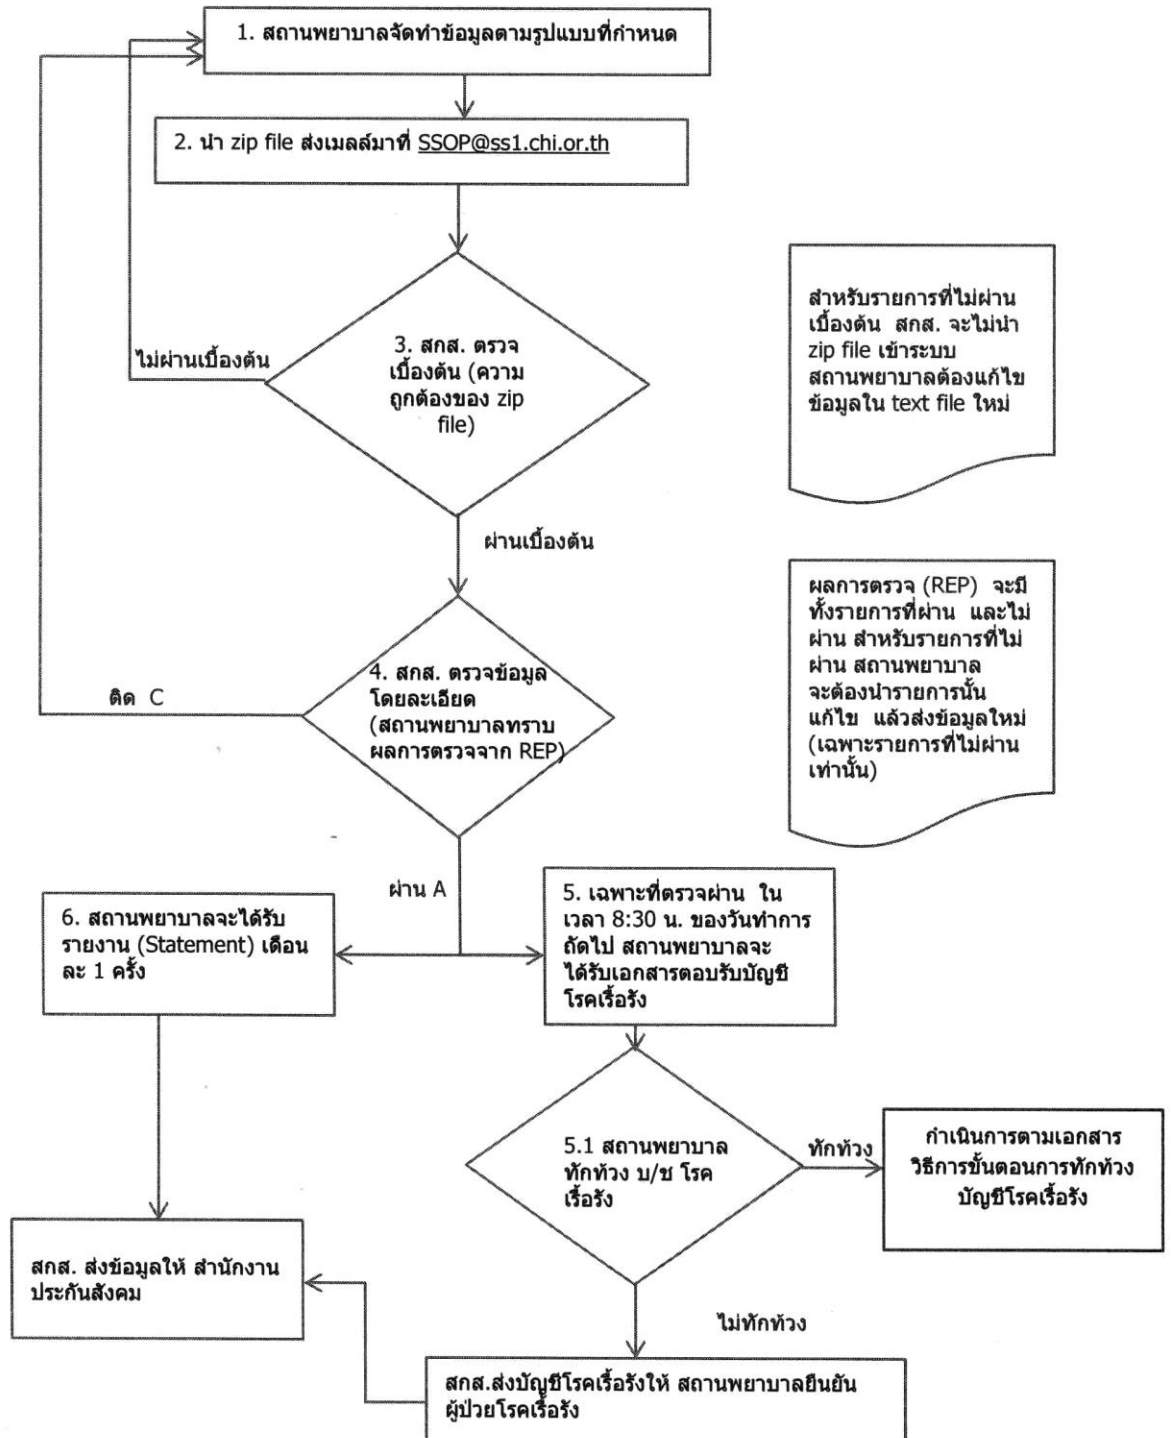 1. สถานพยาบาลจัดทำข้อมูลตามรูปแบบที่กำหนด
2. นำ zip file ส่งเมลล์มาที่ SSOP@ss1.chi.or.th
3. สกส. ตรวจ
เบื้องต้น (ความ
ถูกต้องของ zip
file)
ไม่ผ่านเบื้องต้น
สำหรับรายการที่ไม่ผ่าน
เบื้องต้น สกส. จะไม่นำ
zip file เข้าระบบ
สถานพยาบาลต้องแก้ไข
ข้อมูลใน text file ใหม่
ผ่านเบื้องต้น
4. สกส. ตรวจข้อมูล
โดยละเอียด
(สถานพยาบาลทราบ
ผลการตรวจจาก REP)
ติด C
ผลการตรวจ (REP) จะมี
ทั้งรายการที่ผ่าน และไม่
ผ่าน สำหรับรายการที่ไม่
ผ่าน สถานพยาบาล
จะต้องนำรายการนั้น
แก้ไข แล้วส่งข้อมูลใหม่
(เฉพาะรายการที่ไม่ผ่าน
เท่านั้น)
ผ่าน A
6. สถานพยาบาลจะได้รับ
รายงาน (Statement) เดือน
ละ 1 ครั้ง
5. เฉพาะที่ตรวจผ่าน ใน
เวลา 8:30 น. ของวันทำการ
ถัดไป สถานพยาบาลจะ
ได้รับเอกสารตอบรับบัญชี
โรคเรื้อรัง
5.1 สถานพยาบาล
ทักท้วง บ/ช โรค
เรื้อรัง
ทักท้วง
กำเนินการตามเอกสาร
วิธีการขั้นตอนการทักท้วง
บัญชีโรคเรื้อรัง
สกส. ส่งข้อมูลให้ สำนักงาน
ประกันสังคม
ไม่ทักท้วง
สกส.ส่งบัญชีโรคเรื้อรังให้ สถานพยาบาลยืนยัน
ผู้ป่วยโรคเรื้อรัง